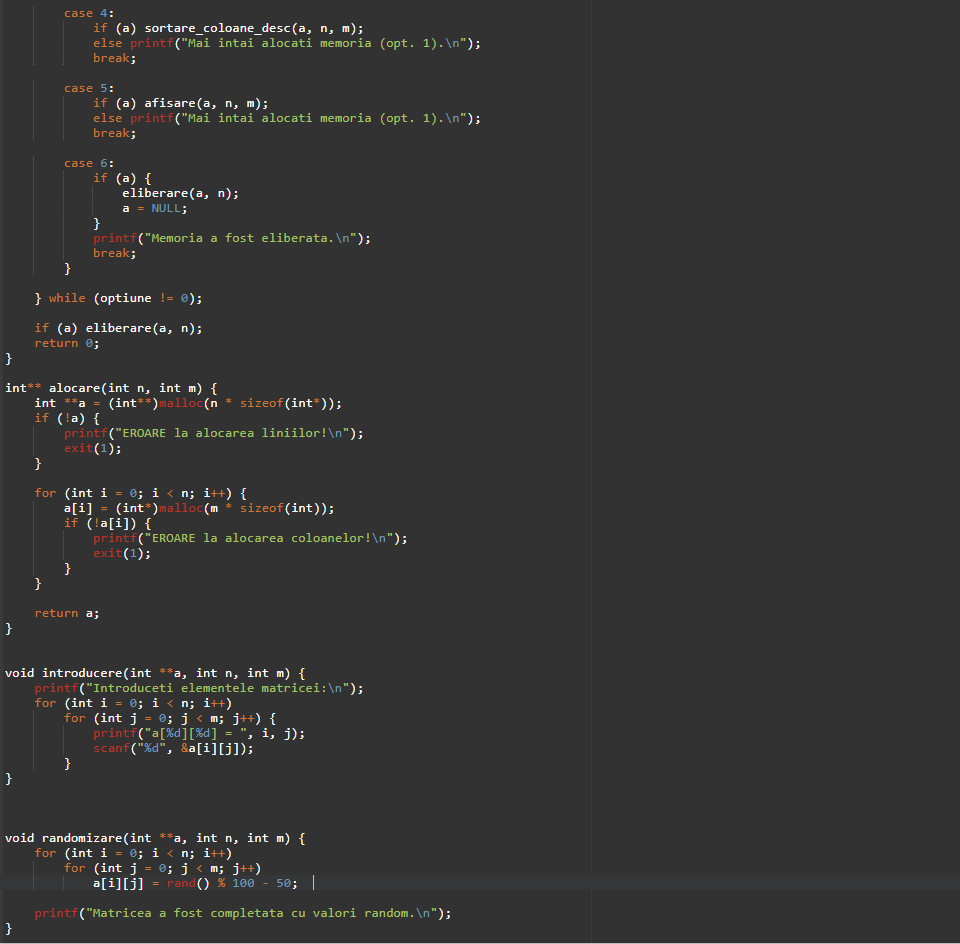 case 4:
if (a) sortare_coloane_desc(a, n, m);
else printf("Mai intai alocati memoria (opt. 1).\n");
break;
case 5:
if (a) afisare(a, n, m);
else printf("Mai intai alocati memoria (opt. 1).\n");
break;
case 6:
if (a) {
eliberare(a, n);
a = NULL;
}
printf("Memoria a fost eliberata.\n");
break;
}
} while (optiune != 0);
if (a) eliberare(a, n);
return 0;
}
int** alocare(int n, int m) {
int **a = (int**)malloc(n * sizeof(int*));
if (!a) {
printf("EROARE la alocarea liniilor!\n");
exit(1);
}
for (int i = 0; i < n; i++) {
a[i] = (int*)malloc(m * sizeof(int));
if (!a[i]) {
printf("EROARE la alocarea coloanelor!\n");
exit(1);
}
}
return a;
}
void introducere(int **a, int n, int m) {
printf("Introduceti elementele matricei:\n");
for (int i = 0; i < n; i++)
for (int j = 0; j < m; j++) {
printf("a[%d][%d] = ", i, j);
scanf("%d", &a[i][j]);
}
}
void randomizare(int **a, int n, int m) {
for (int i = 0; i < n; i++)
for (int j = 0; j < m; j++)
a[i][j] = rand() % 100 - 50;
printf("Matricea a fost completata cu valori random.\n");
}